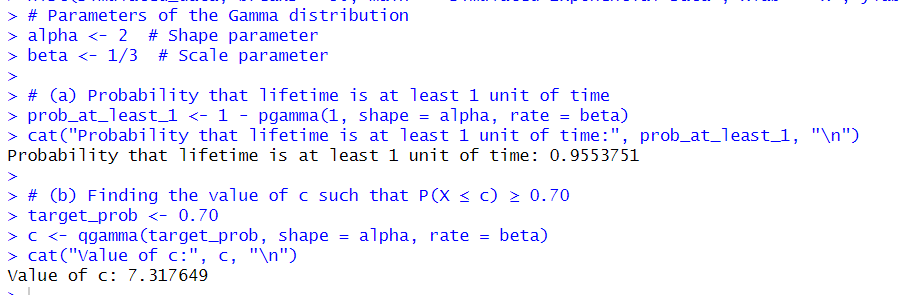 > # Parameters of the Gamma distribution
> alpha <- 2  # Shape parameter
> beta <- 1/3  # Scale parameter
>
> # (a) Probability that lifetime is at least 1 unit of time
> prob_at_least_1 <- 1 - pgamma(1, shape = alpha, rate = beta)
> cat("Probability that lifetime is at least 1 unit of time:", prob_at_least_1, "\n")
Probability that lifetime is at least 1 unit of time: 0.9553751
>
> # (b) Finding the value of c such that P(X ≤ c) ≥ 0.70
> target_prob <- 0.70
> c <- qgamma(target_prob, shape = alpha, rate = beta)
> cat("Value of c:", c, "\n")
Value of c: 7.317649
>